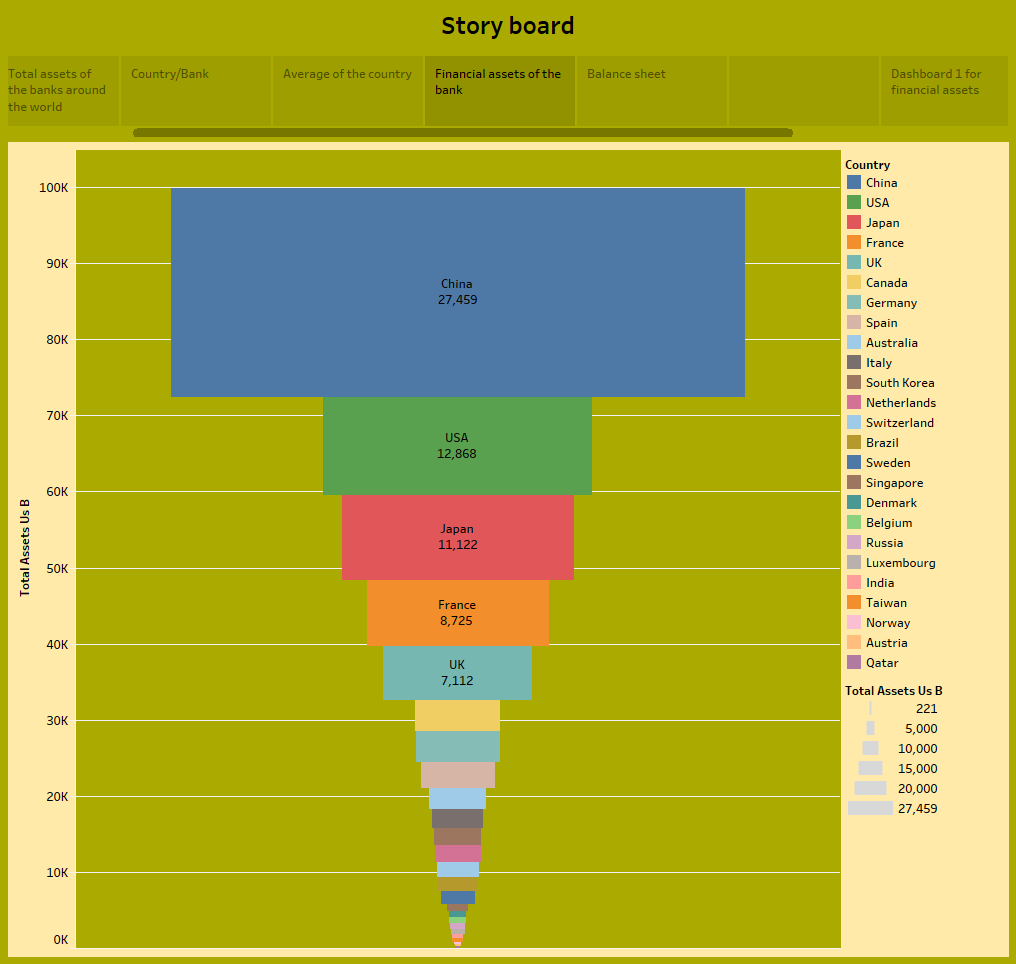 Story board
Total assets of
the banks around
the world
Country/Bank
Average of the country
Financial assets of the
bank
Balance sheet
Dashboard 1 for
financial assets
Total Assets Us B
100K
90K
80K
70K
60K
50K
40K
30K
20K
10K
0K
China
27,459
USA
12,868
Japan
11,122
France
8,725
UK
7,112
Country
China
USA
Japan
France
UK
Canada
Germany
Spain
Australia
Italy
South Korea
Netherlands
Switzerland
Brazil
Sweden
Singapore
Denmark
Belgium
Russia
Luxembourg
India
Taiwan
Norway
Austria
Qatar
Total Assets Us B
221
5,000
10,000
15,000
20,000
27,459